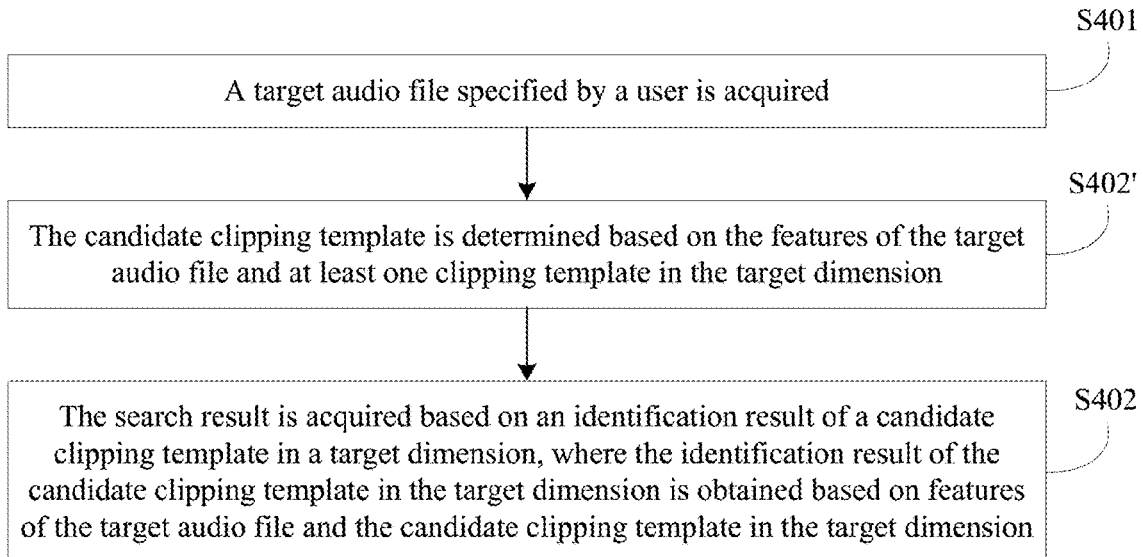 S401
A target audio file specified by a user is acquired
S402'
The candidate clipping template is determined based on the features of the target
audio file and at least one clipping template in the target dimension
S402
The search result is acquired based on an identification result of a candidate
clipping template in a target dimension, where the identification result of the
candidate clipping template in the target dimension is obtained based on features
of the target audio file and the candidate clipping template in the target dimension